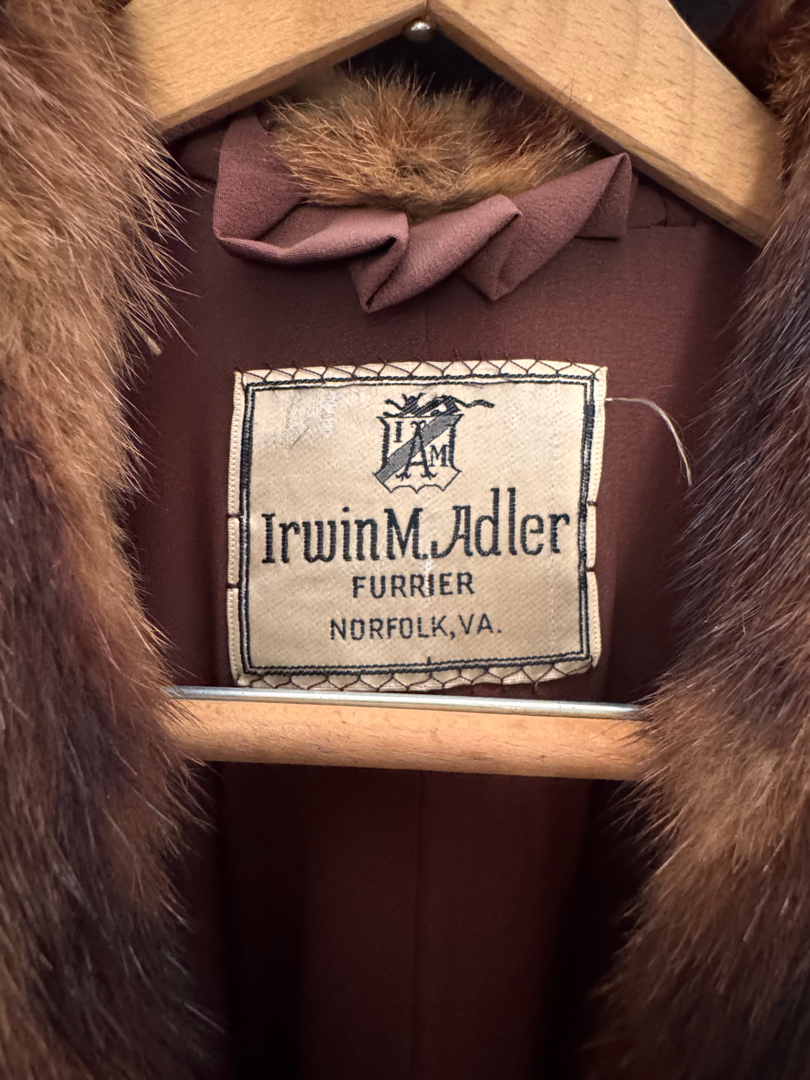 I A M
Irwin M. Adler
FURRIER
NORFOLK, VA.